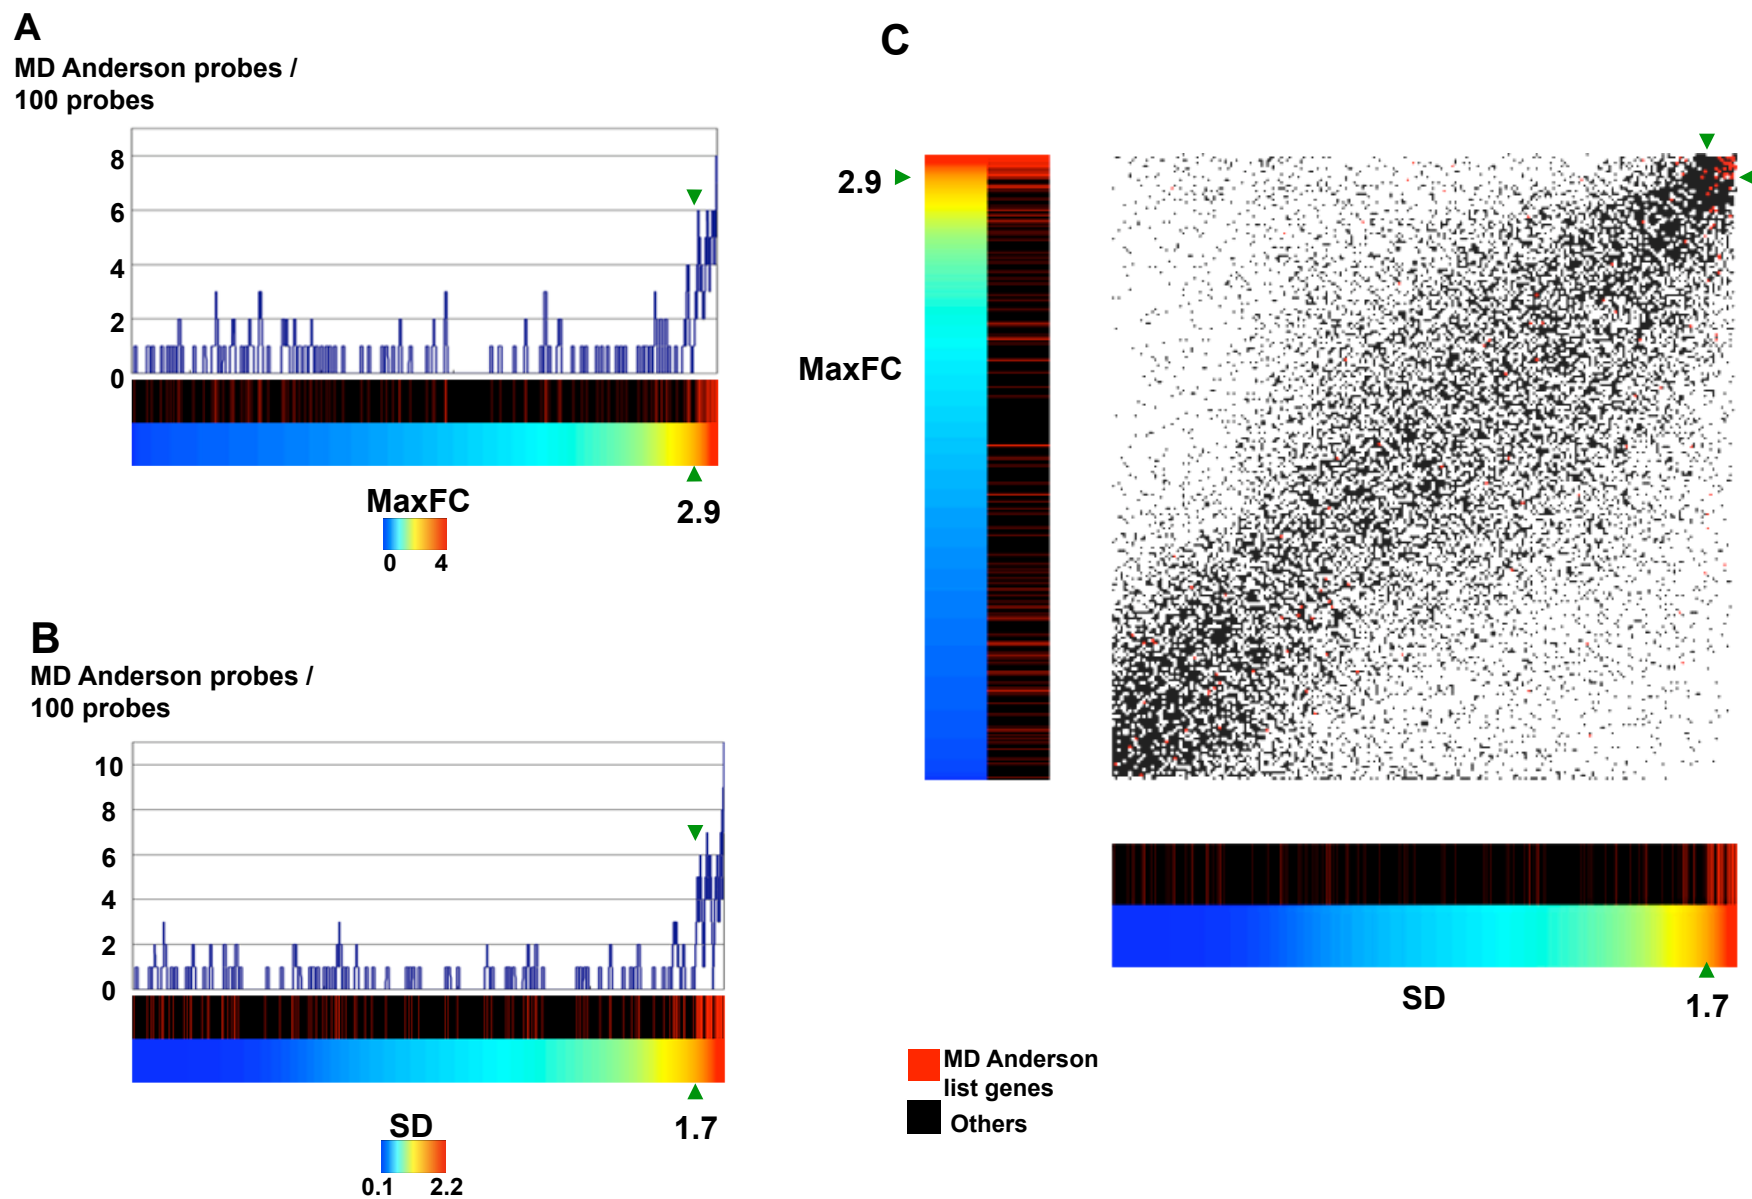 A
MD Anderson probes /
100 probes
8
6
4
2
0
MaxFC
0 4
2.9
B
MD Anderson probes /
100 probes
10
8
6
4
2
0
SD
0.1 2.2
1.7
C
2.9
MaxFC
SD
1.7
MD Anderson
list genes
Others